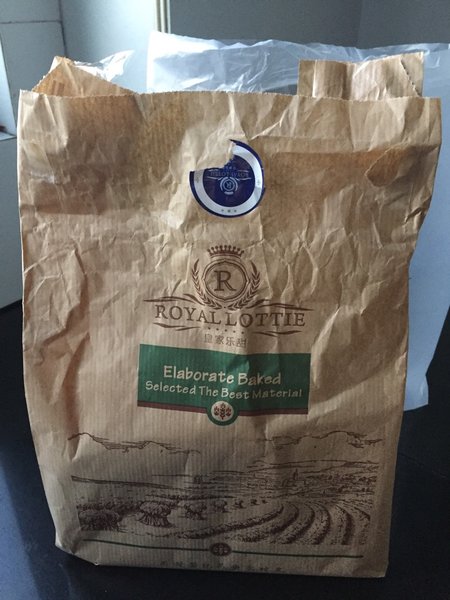 R
ROYAL LOTTIE
皇家乐甜
Elaborate Baked
Selected The Best Material